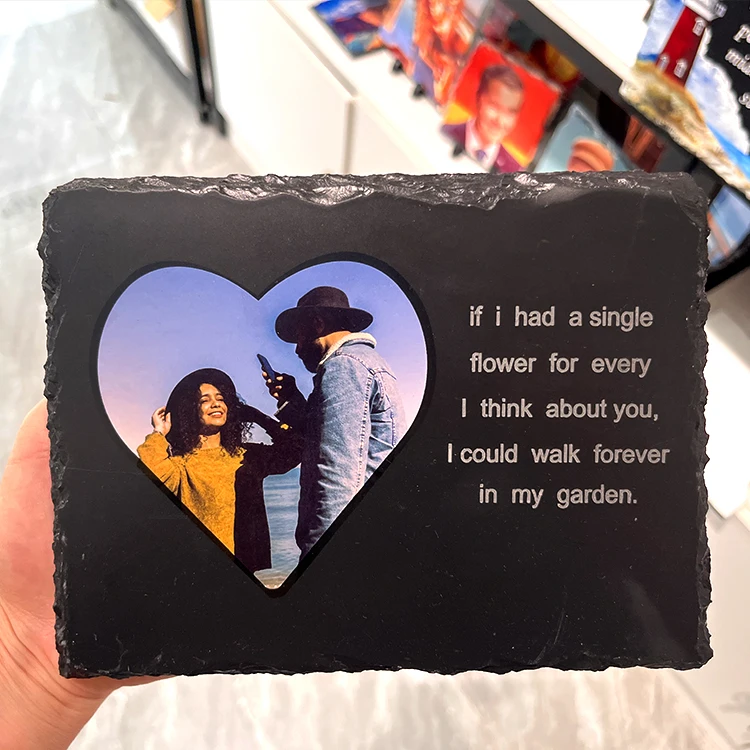 if i had a single
flower for every
I think about you,
I could walk forever
in my garden.